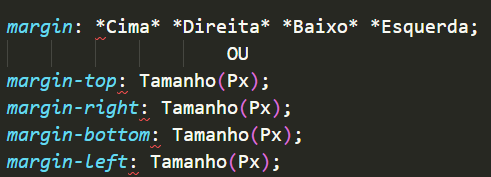 margin: *Cima* *Direita* *Baixo* *Esquerda;
OU
margin-top: Tamanho(Px);
margin-right: Tamanho(Px);
margin-bottom: Tamanho(Px);
margin-left: Tamanho(Px);